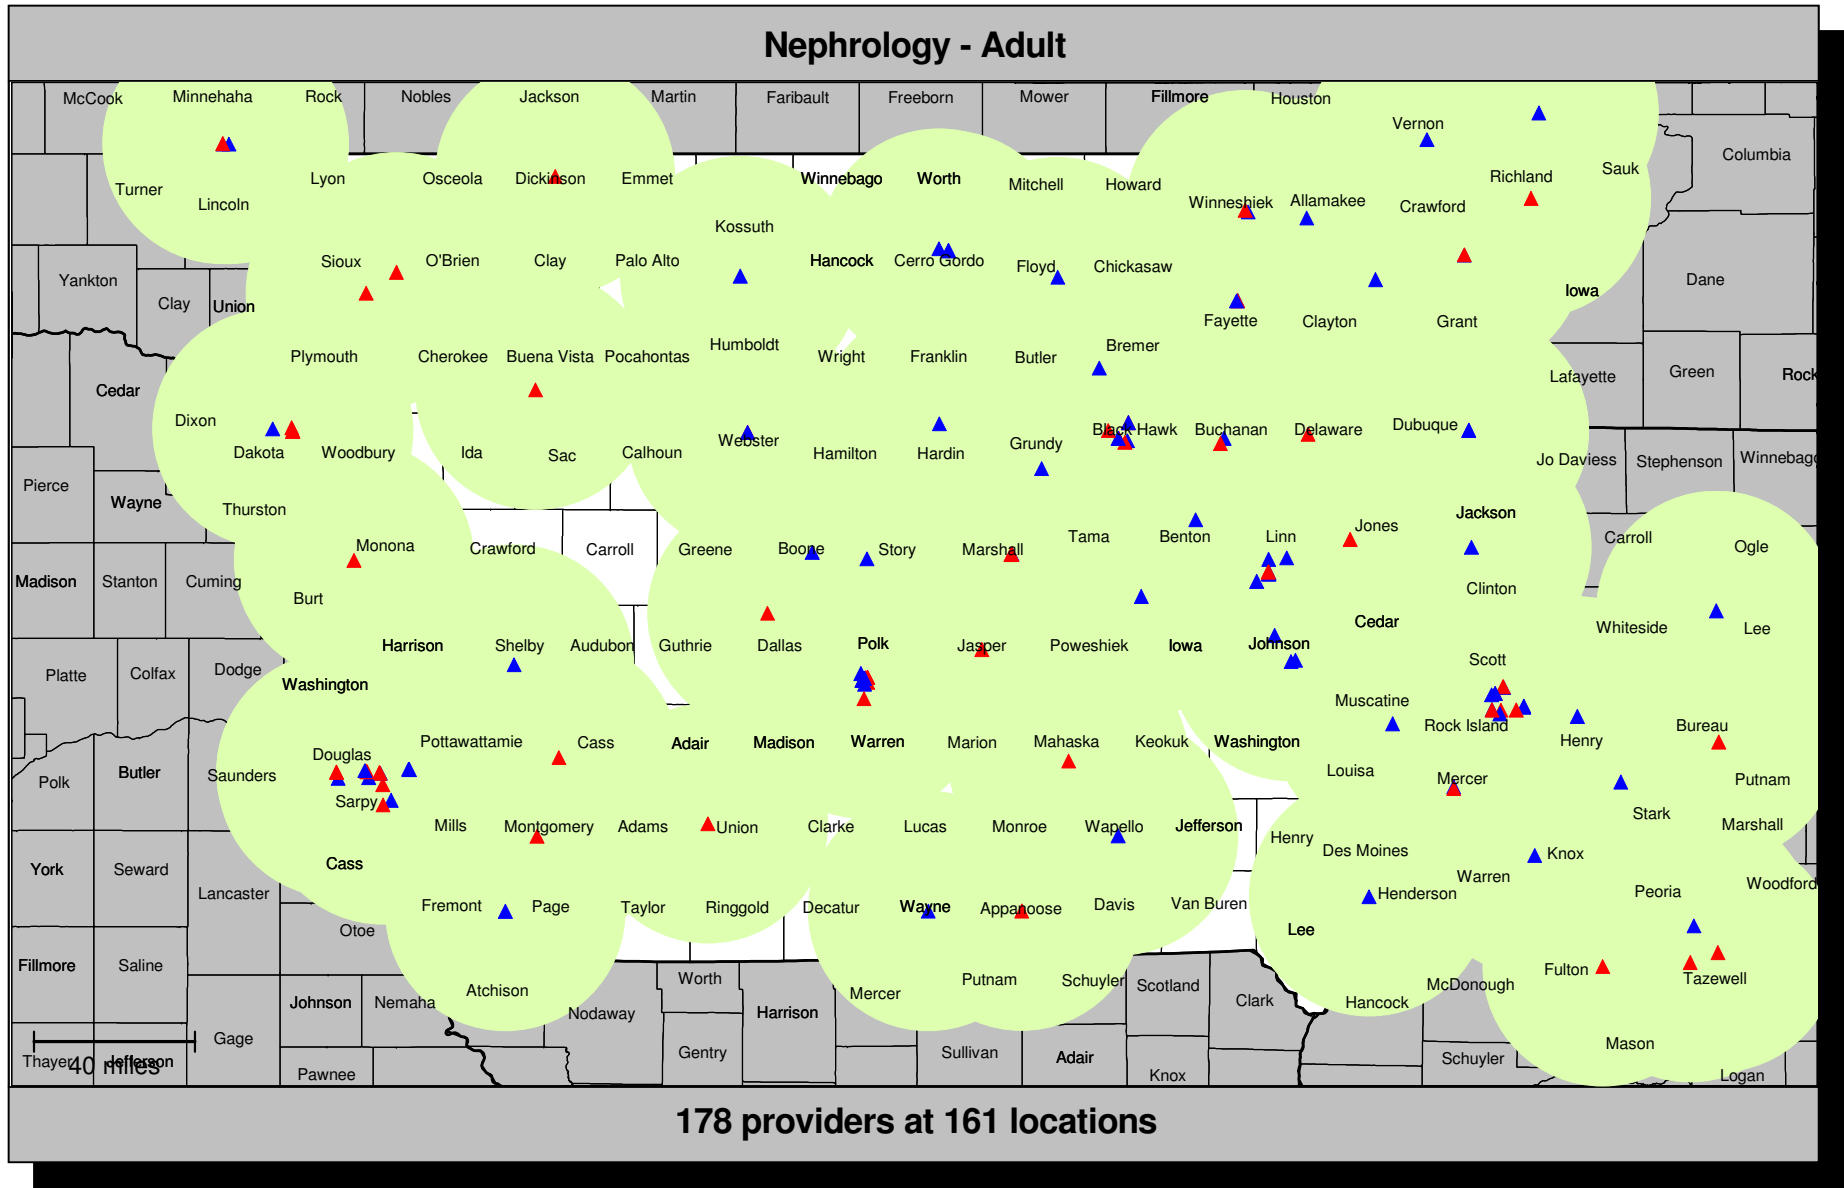 Nephrology - Adult
McCook Minnehaha Rock Nobles Jackson Martin Faribault Freeborn Mower Fillmore Houston
Vernon
Columbia
Sauk
Richland
Turner Lyon Osceola Dickinson Emmet Winnebago Worth Mitchell Howard
Lincoln Winneshiek Allamakee Crawford
Kossuth
Sioux O'Brien Clay Palo Alto Hancock Cerro Gordo Floyd Chickasaw
Yankton Dane
Clay Union Iowa
Fayette Clayton Grant
Plymouth Cherokee Buena Vista Pocahontas Humboldt Wright Franklin Butler Bremer
Cedar Lafayette Green Rock
Dixon Webster Black Hawk Buchanan Delaware Dubuque
Dakota Woodbury Ida Sac Calhoun Hamilton Hardin Grundy
Jo Daviess Stephenson Winnebago
Pierce Wayne
Thurston Jackson
Monona Crawford Carroll Greene Boone Story Marshall Tama Benton Linn Jones
Carroll Ogle
Madison Stanton Cuming
Burt Clinton
Cedar Whiteside Lee
Harrison Shelby Audubon Guthrie Dallas Polk Jasper Poweshiek Iowa Johnson
Scott
Platte Colfax Dodge
Washington Muscatine
Rock Island Henry Bureau
Douglas Pottawattamie Cass Adair Madison Warren Marion Mahaska Keokuk Washington
Polk Butler Saunders Louisa Mercer Putnam
Sarpy
Mills Montgomery Adams Union Clarke Lucas Monroe Wapello Jefferson Henry
Stark
Marshall
Des Moines Knox
York Seward Cass Warren
Lancaster Henderson Peoria Woodford
Fremont Page Taylor Ringgold Decatur Wayne Appanoose Davis Van Buren
Otoe Lee
Fillmore Saline Fulton Tazewell
Worth Putnam Schuyler Scotland McDonough
Johnson Nemaha Atchison Mercer Clark Hancock
Nodaway Harrison
Gage Mason
Thayer Jefferson Gentry Sullivan Adair Schuyler
40 miles
Pawnee Knox Logan
178 providers at 161 locations